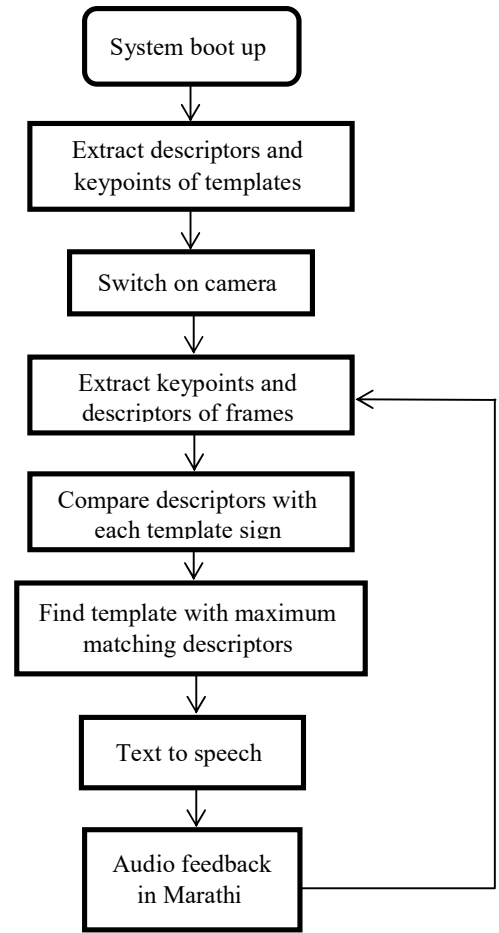 System boot up
Extract descriptors and
keypoints of templates
Switch on camera
Extract keypoints and
descriptors of frames
Compare descriptors with
each template sign
Find template with maximum
matching descriptors
Text to speech
Audio feedback
in Marathi